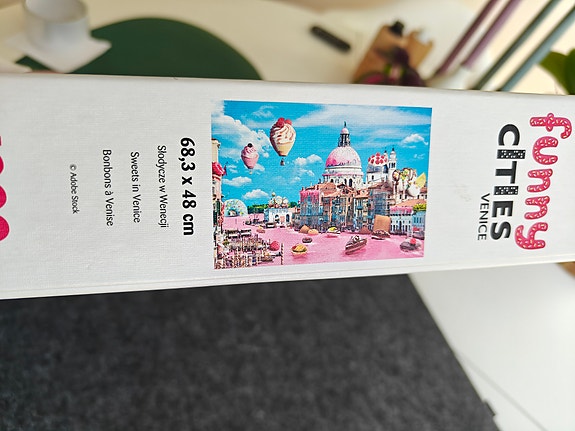 funny
CITIES
VENICE
68,3 x 48 cm
Słodycze w Wenecji
Sweets in Venice
Bonbons à Venise
© Adobe Stock